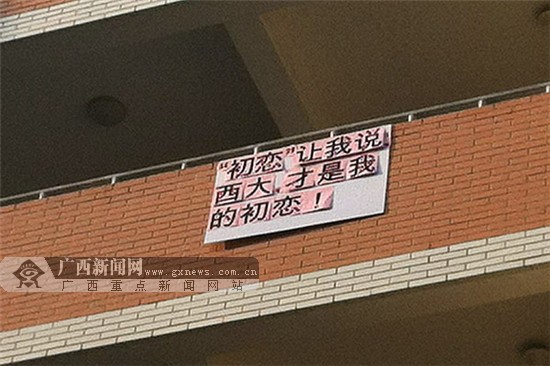 “初恋”让我说,
西大,才是我
的初恋！
广西新闻网
www.gxnews.com.cn
广西重点新闻网站